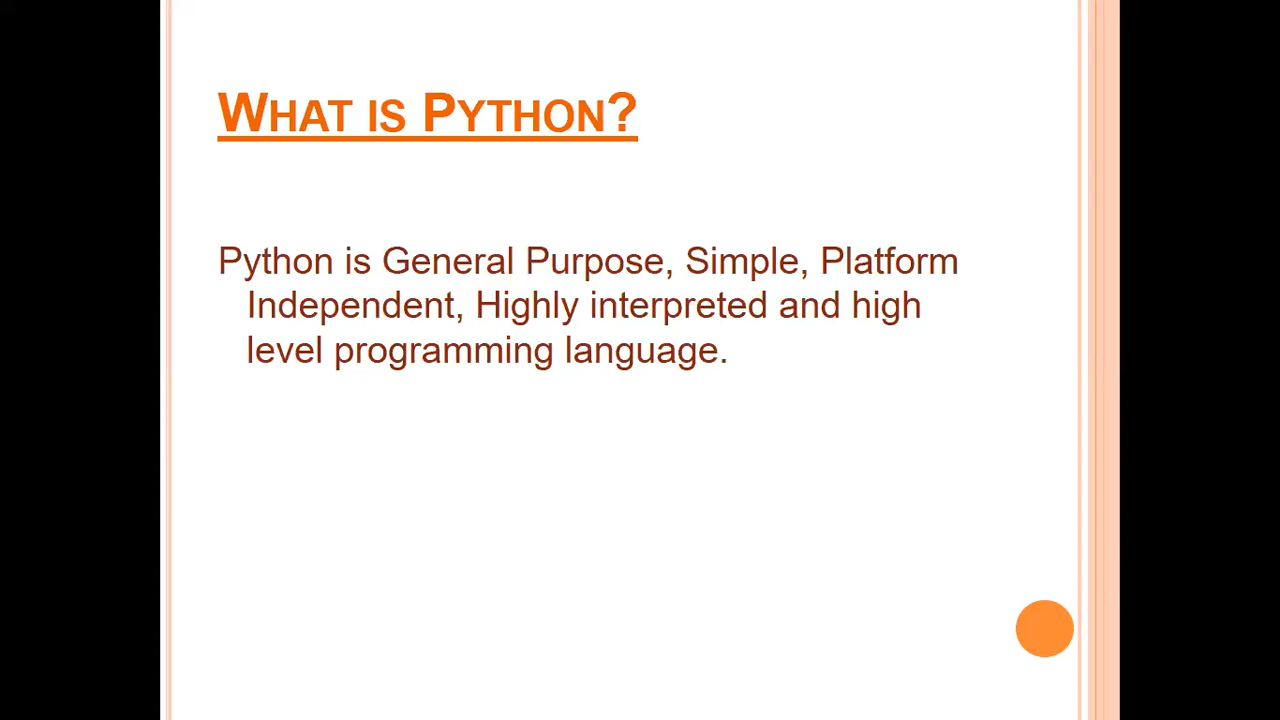 WHAT IS PYTHON?
Python is General Purpose, Simple, Platform
Independent, Highly interpreted and high
level programming language.